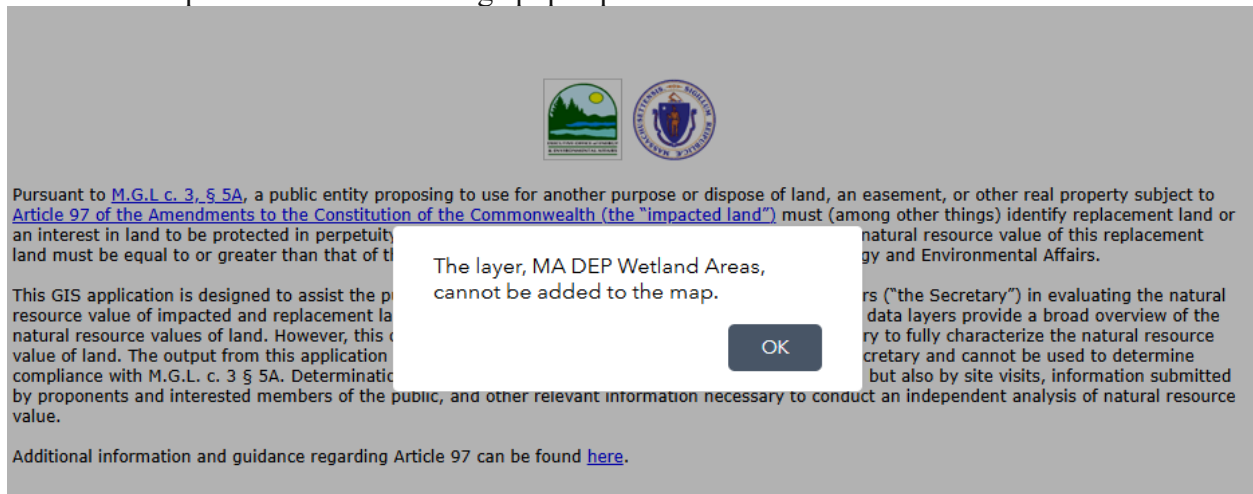 Pursuant to M.G.L c. 3, § 5A, a public entity proposing to use for another purpose or dispose of land, an easement, or other real property subject to
Article 97 of the Amendments to the Constitution of the Commonwealth (the “impacted land”) must (among other things) identify replacement land or
an interest in land to be protected in perpetuity natural resource value of this replacement
land must be equal to or greater than that of and Environmental Affairs.
This GIS application is designed to assist the (“the Secretary”) in evaluating the natural
resource value of impacted and replacement data layers provide a broad overview of the
natural resource values of land. However, this to fully characterize the natural resource
value of land. The output from this application and cannot be used to determine
compliance with M.G.L. c. 3 § 5A. but also by site visits, information submitted
by proponents and interested members of the public, and other relevant information necessary to conduct an independent analysis of natural resource
value.
Additional information and guidance regarding Article 97 can be found here.
The layer, MA DEP Wetland Areas,
cannot be added to the map.
OK